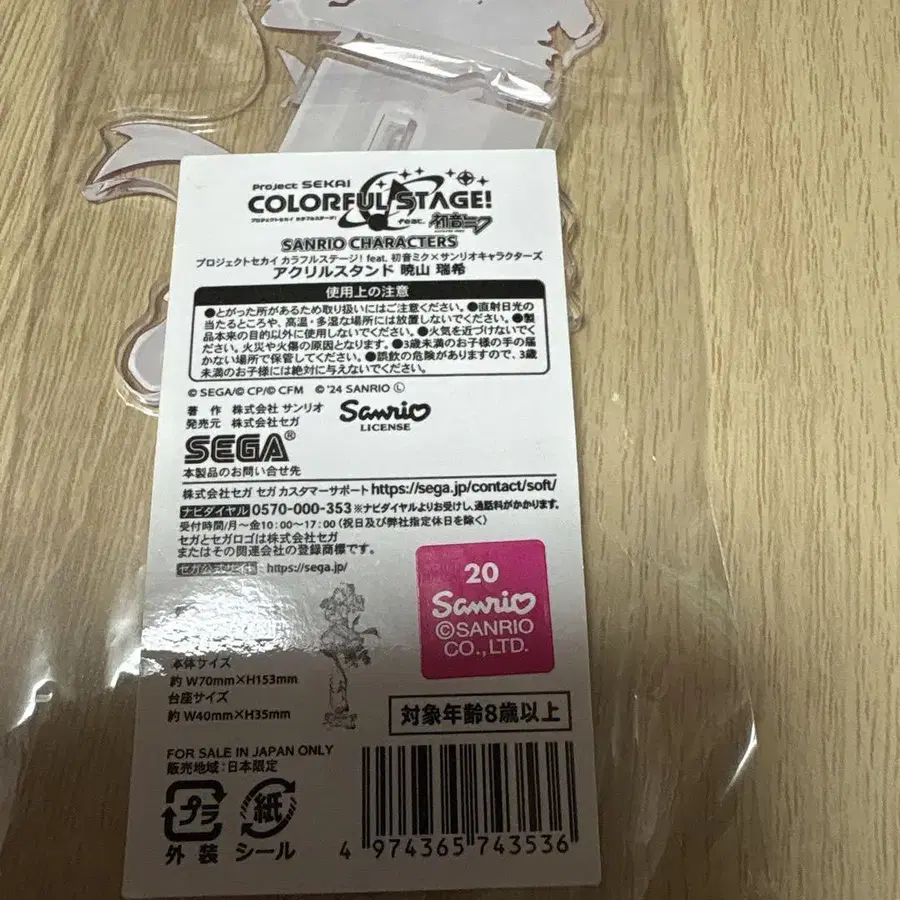 Project SEKAI
COLORFUL STAGE!
プロジェクトセカイ カラフルステージ! feat. 初音ミク
SANRIO CHARACTERS
プロジェクトセカイ カラフルステージ! feat. 初音ミク×サンリオキャラクターズ
アクリルスタンド 暁山 瑞希
使用上の注意
●とがった所があるため取り扱いにはご注意ください。●直射日光の
当たるところや、高温・多湿な場所には放置しないでください。●製
品本来の目的以外に使用しないでください。●火気を近づけないでく
ださい。火災や火傷の原因となります。●3歳未満のお子様の手の届
かない場所で保管してください。●誤飲の危険がありますので、3歳
未満のお子様には絶対に与えないでください。
© SEGA/© CP/© CFM © '24 SANRIO Ⓛ
著 作 株式会社 サンリオ
発売元 株式会社セガ
Sanrio
LICENSE
SEGA®
本製品のお問い合せ先
株式会社セガ セガ カスタマーサポート https://sega.jp/contact/soft/
ナビダイヤル 0570-000-353 ※ナビダイヤルよりお受けし、通話料がかかります。
受付時間/月～金10:00～17:00(祝日及び弊社指定休日を除く)
セガとセガロゴは株式会社セガ
またはその関連会社の登録商標です。
セガ公式サイト https://sega.jp/
20
Sanrio
©SANRIO
CO.,LTD.
本体サイズ
約 W70mm×H153mm
台座サイズ
約 W40mm×H35mm
対象年齢8歳以上
FOR SALE IN JAPAN ONLY
販売地域:日本限定
プラ
外装
紙
シール
4 974365 743536